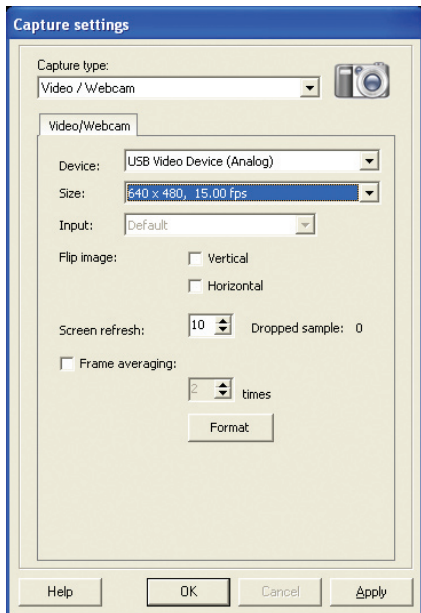 Capture settings
Capture type:
Video / Webcam
Video/Webcam
Device: USB Video Device (Analog)
Size: 640 x 480, 15.00 fps
Input: Default
Flip image: Vertical
Horizontal
Screen refresh: 10 Dropped sample: 0
Frame averaging:
2 times
Format
Help OK Cancel Apply